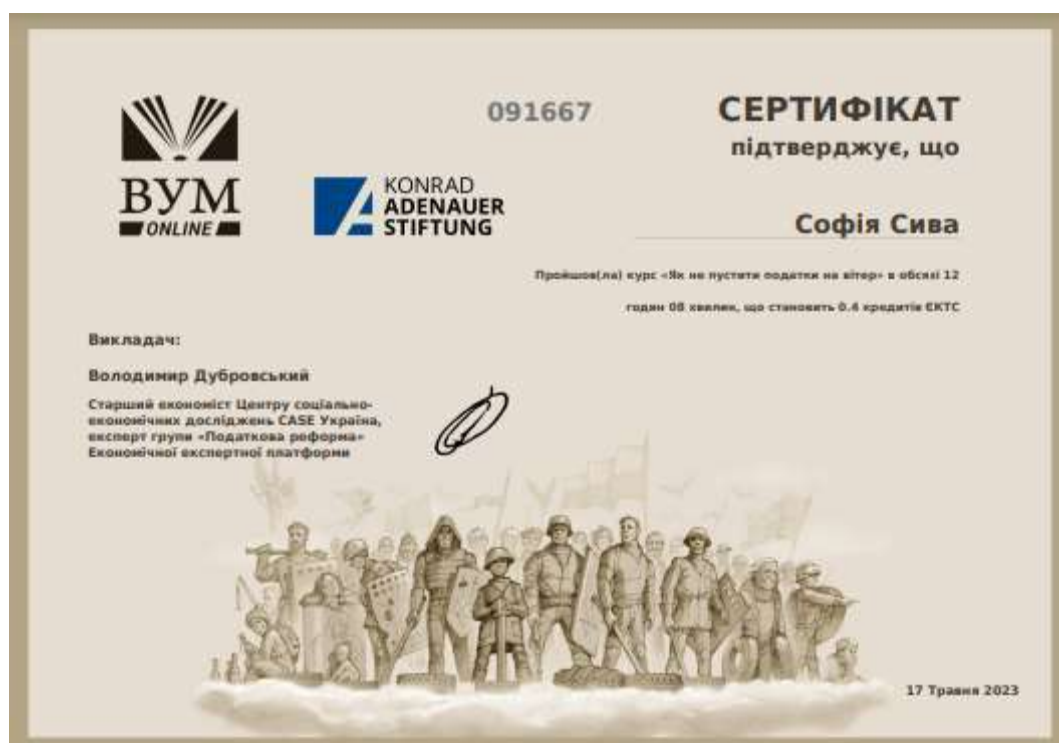 091667
СЕРТИФІКАТ
підтверджує, що
ВУМ
ONLINE
KONRAD
ADENAUER
STIFTUNG
Софія Сива
Пройшов(ла) курс «Як не пустити податки на вітер» в обсязі 12
годин 08 хвилин, що становить 0.4 кредитів ЄКТС
Викладач:
Володимир Дубровський
Старший економіст Центру соціально-
економічних досліджень CASE Україна,
експерт групи «Податкова реформа»
Економічної експертної платформи
17 Травня 2023